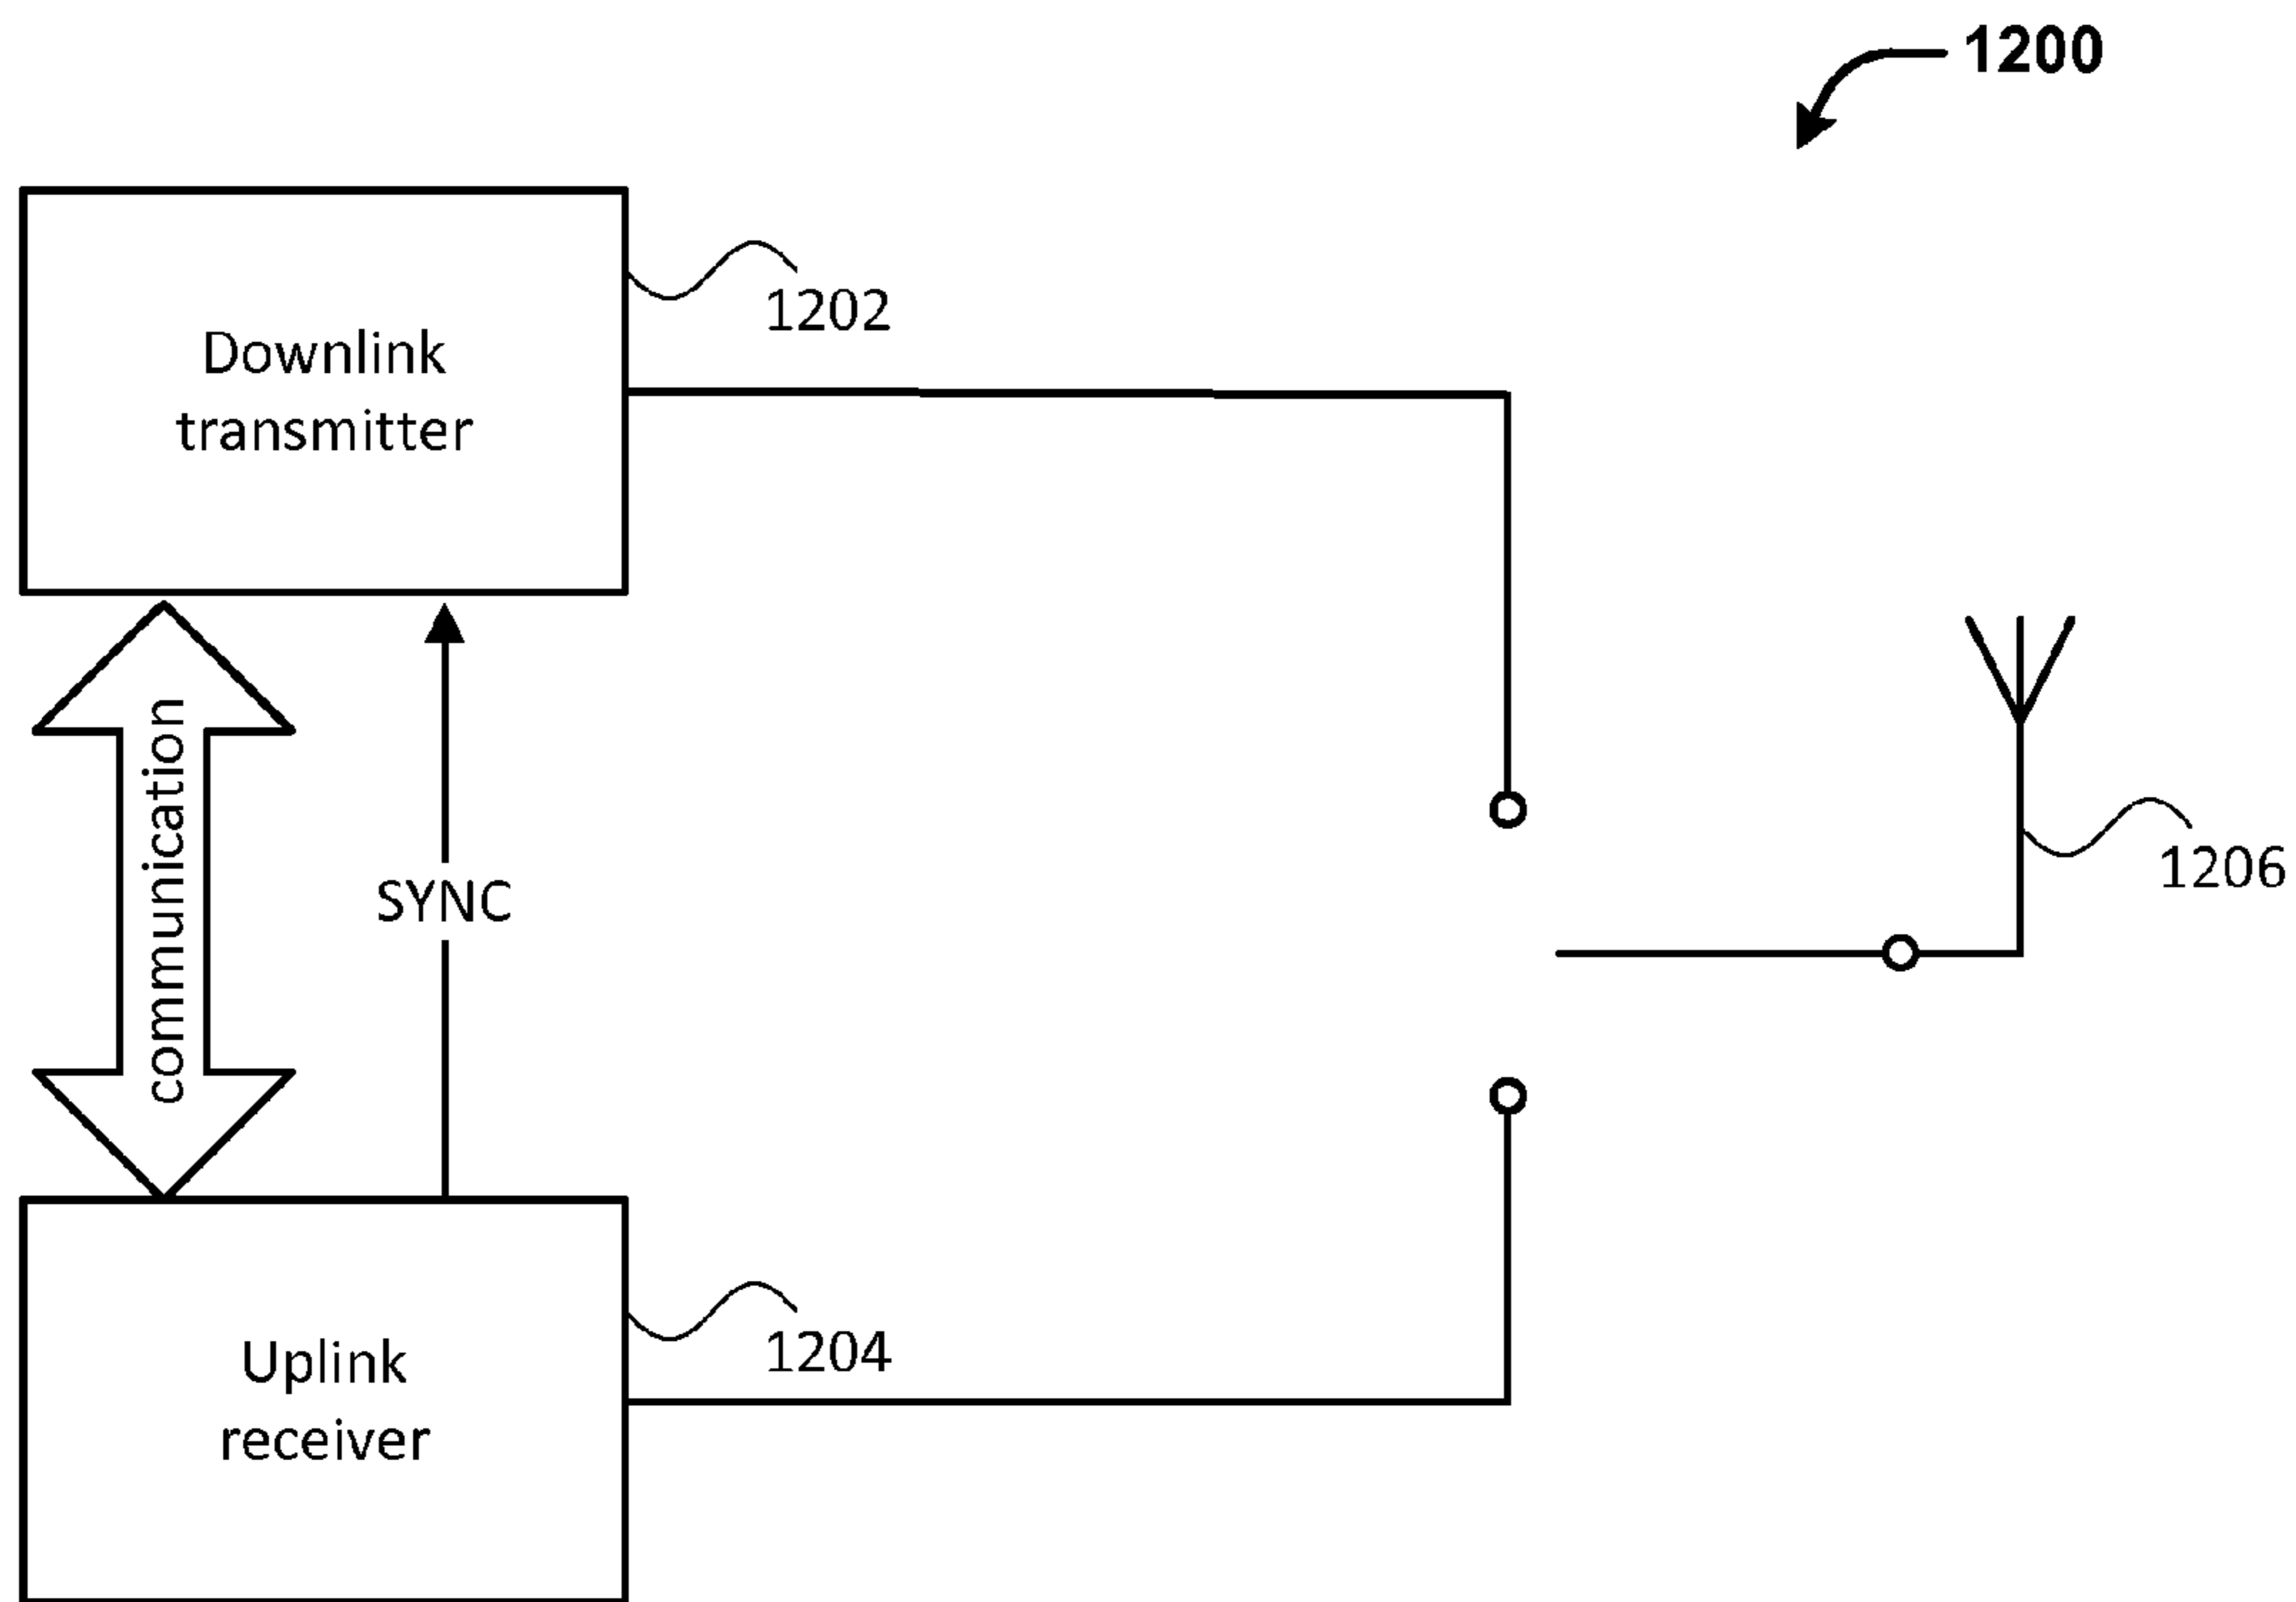 1200
Downlink
transmitter
1202
communication
SYNC
1206
Uplink
receiver
1204